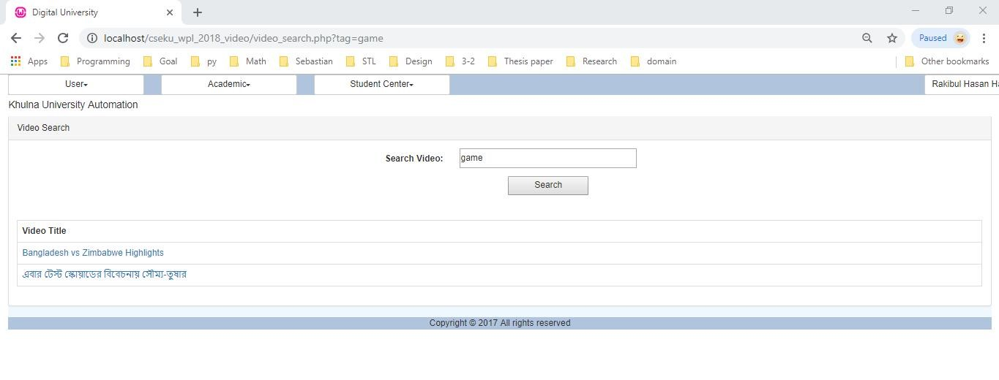 Digital University
localhost/cseku_wpl_2018_video/video_search.php?tag=game Paused
Apps Programming Goal py Math Sebastian STL Design 3-2 Thesis paper Research domain Other bookmarks
User Academic Student Center Rakibul Hasan Ha
Khulna University Automation
Video Search
Search Video: game
Search
Video Title
Bangladesh vs Zimbabwe Highlights
এবার টেস্ট স্কোয়াডের বিবেচনায় সৌম্য-তুষার
Copyright © 2017 All rights reserved